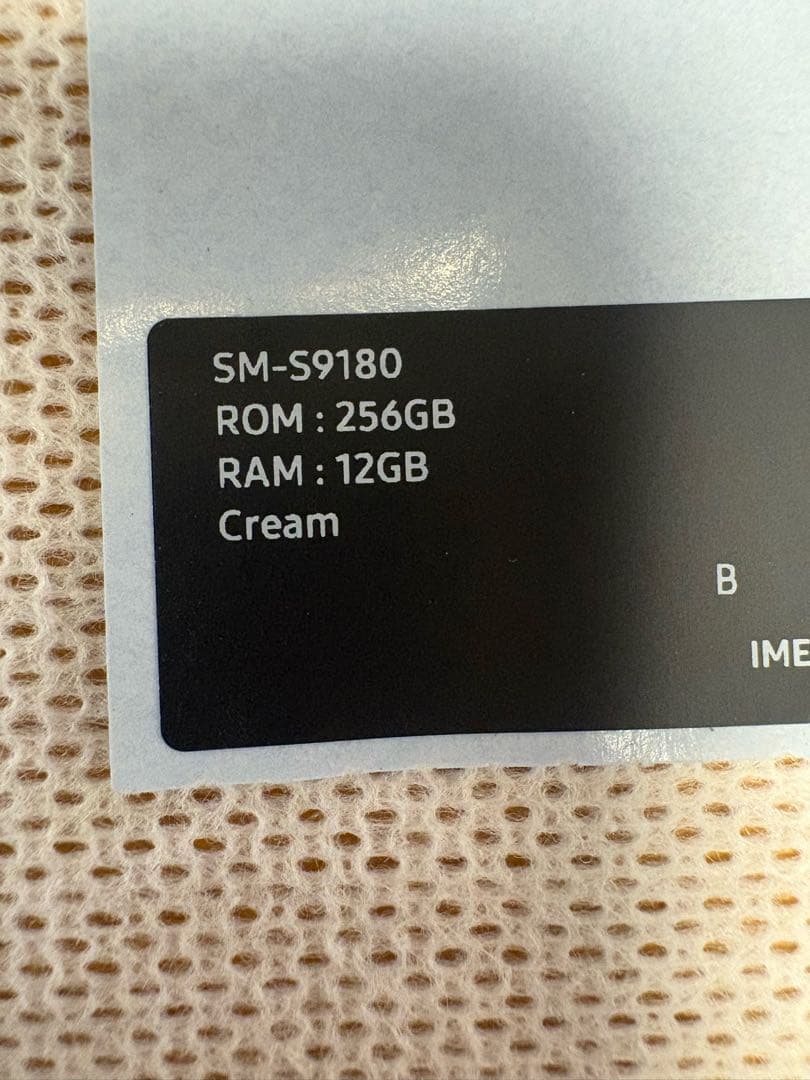 SM-S9180
ROM : 256GB
RAM : 12GB
Cream
B
IME